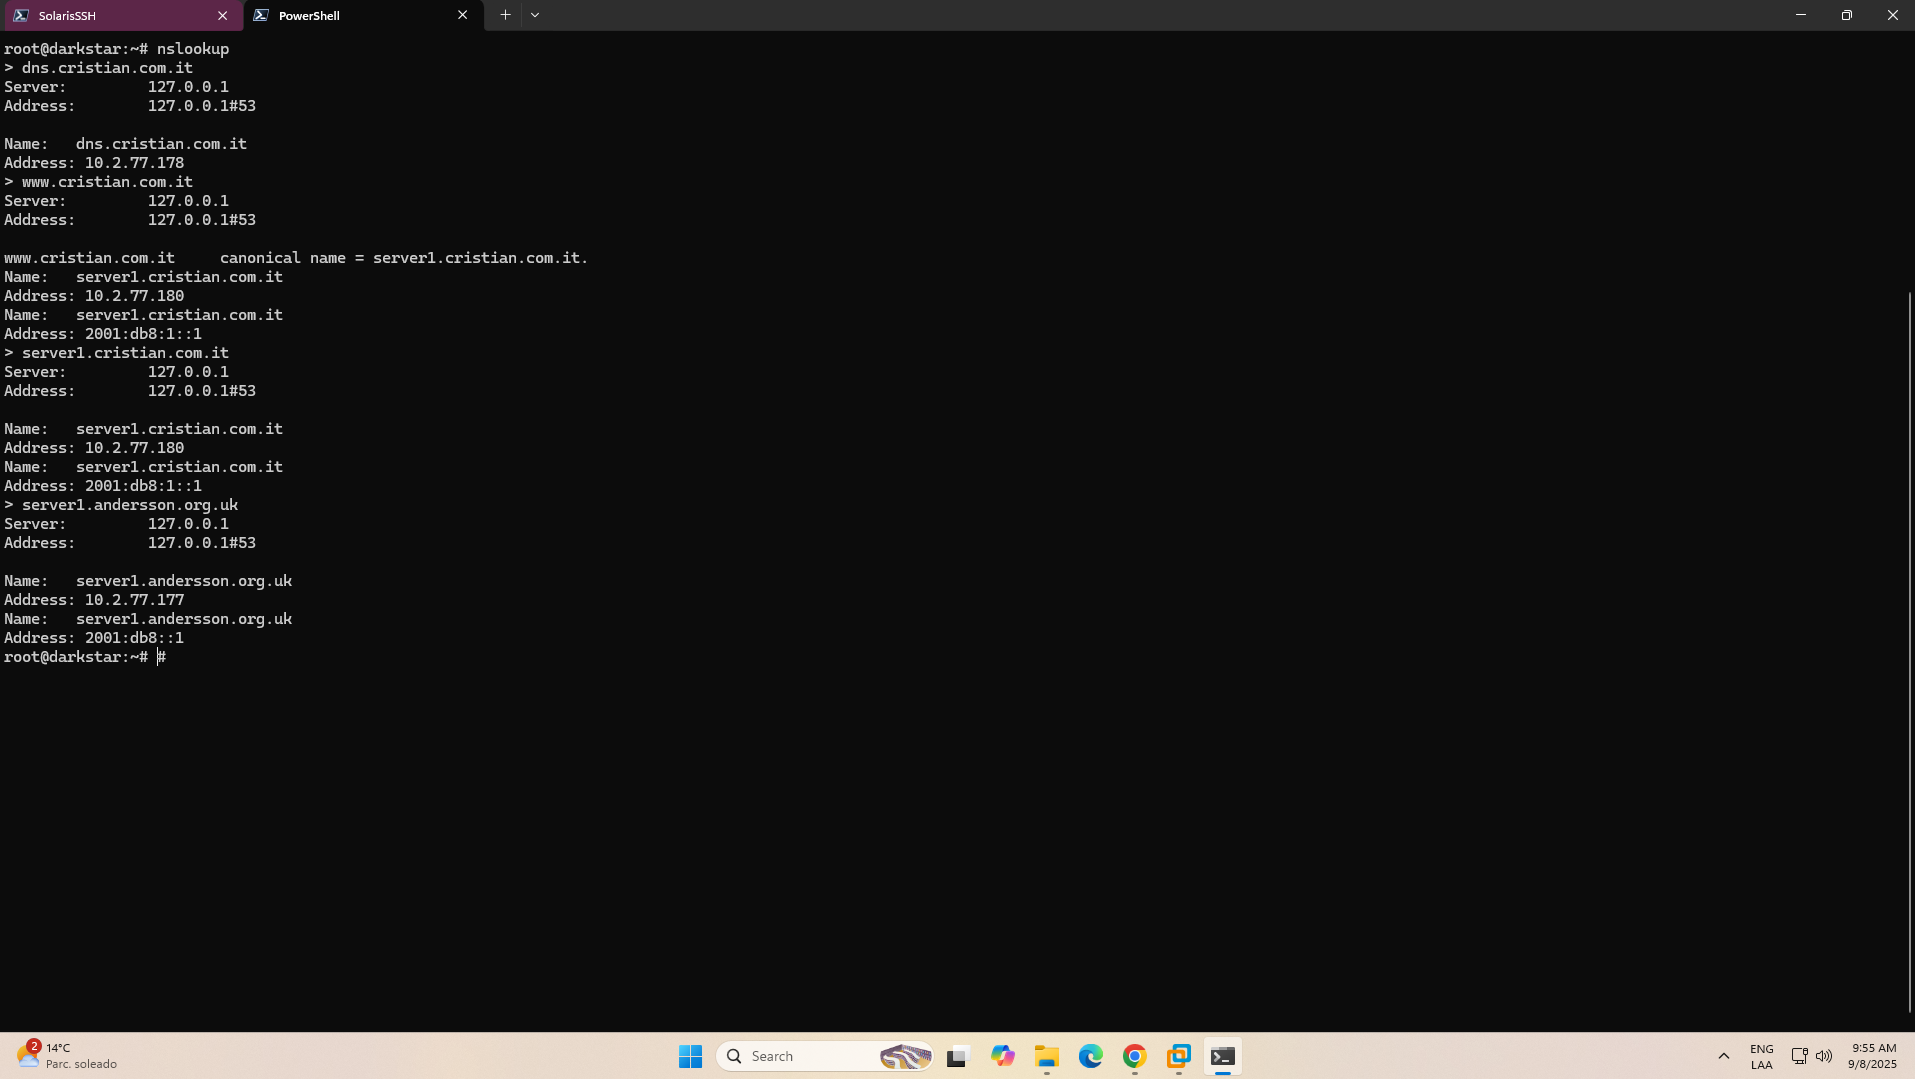 SolarisSSH
PowerShell
root@darkstar:~# nslookup
> dns.cristian.com.it
Server:         127.0.0.1
Address:        127.0.0.1#53

Name:   dns.cristian.com.it
Address: 10.2.77.178
> www.cristian.com.it
Server:         127.0.0.1
Address:        127.0.0.1#53

www.cristian.com.it     canonical name = server1.cristian.com.it.
Name:   server1.cristian.com.it
Address: 10.2.77.180
Name:   server1.cristian.com.it
Address: 2001:db8:1::1
> server1.cristian.com.it
Server:         127.0.0.1
Address:        127.0.0.1#53

Name:   server1.cristian.com.it
Address: 10.2.77.180
Name:   server1.cristian.com.it
Address: 2001:db8:1::1
> server1.andersson.org.uk
Server:         127.0.0.1
Address:        127.0.0.1#53

Name:   server1.andersson.org.uk
Address: 10.2.77.177
Name:   server1.andersson.org.uk
Address: 2001:db8::1
root@darkstar:~# #
2
14°C
Parc. soleado
Search
ENG
LAA
9:55 AM
9/8/2025